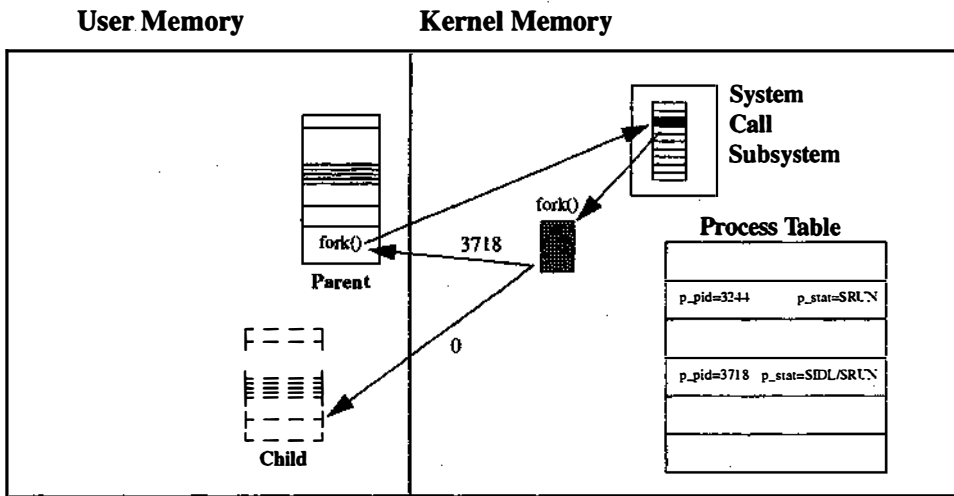 User Memory
Kernel Memory
System
Call
Subsystem
fork()
Process Table
fork()
3718
Parent
p_pid=3244 p_stat=SRUN
0
p_pid=3718 p_stat=SIDL/SRUN
Child